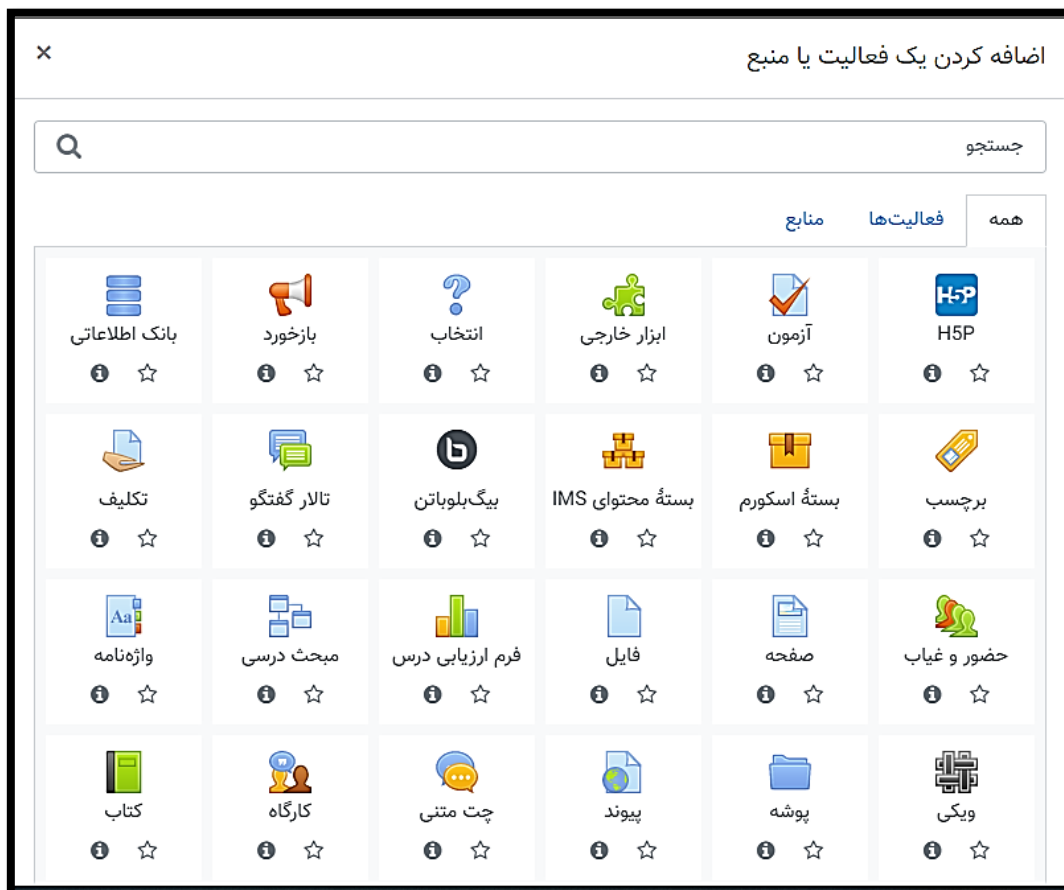 اضافه کردن یک فعالیت یا منبع
جستجو
همه فعالیت‌ها منابع
H5P آزمون ابزار خارجی انتخاب بازخورد بانک اطلاعاتی
برچسب بستهٔ اسکورم بستهٔ محتوای IMS بیگ‌بلوباتن تالار گفتگو تکلیف
حضور و غیاب صفحه فایل فرم ارزیابی درس مبحث درسی واژه‌نامه
ویکی پوشه پیوند چت متنی کارگاه کتاب